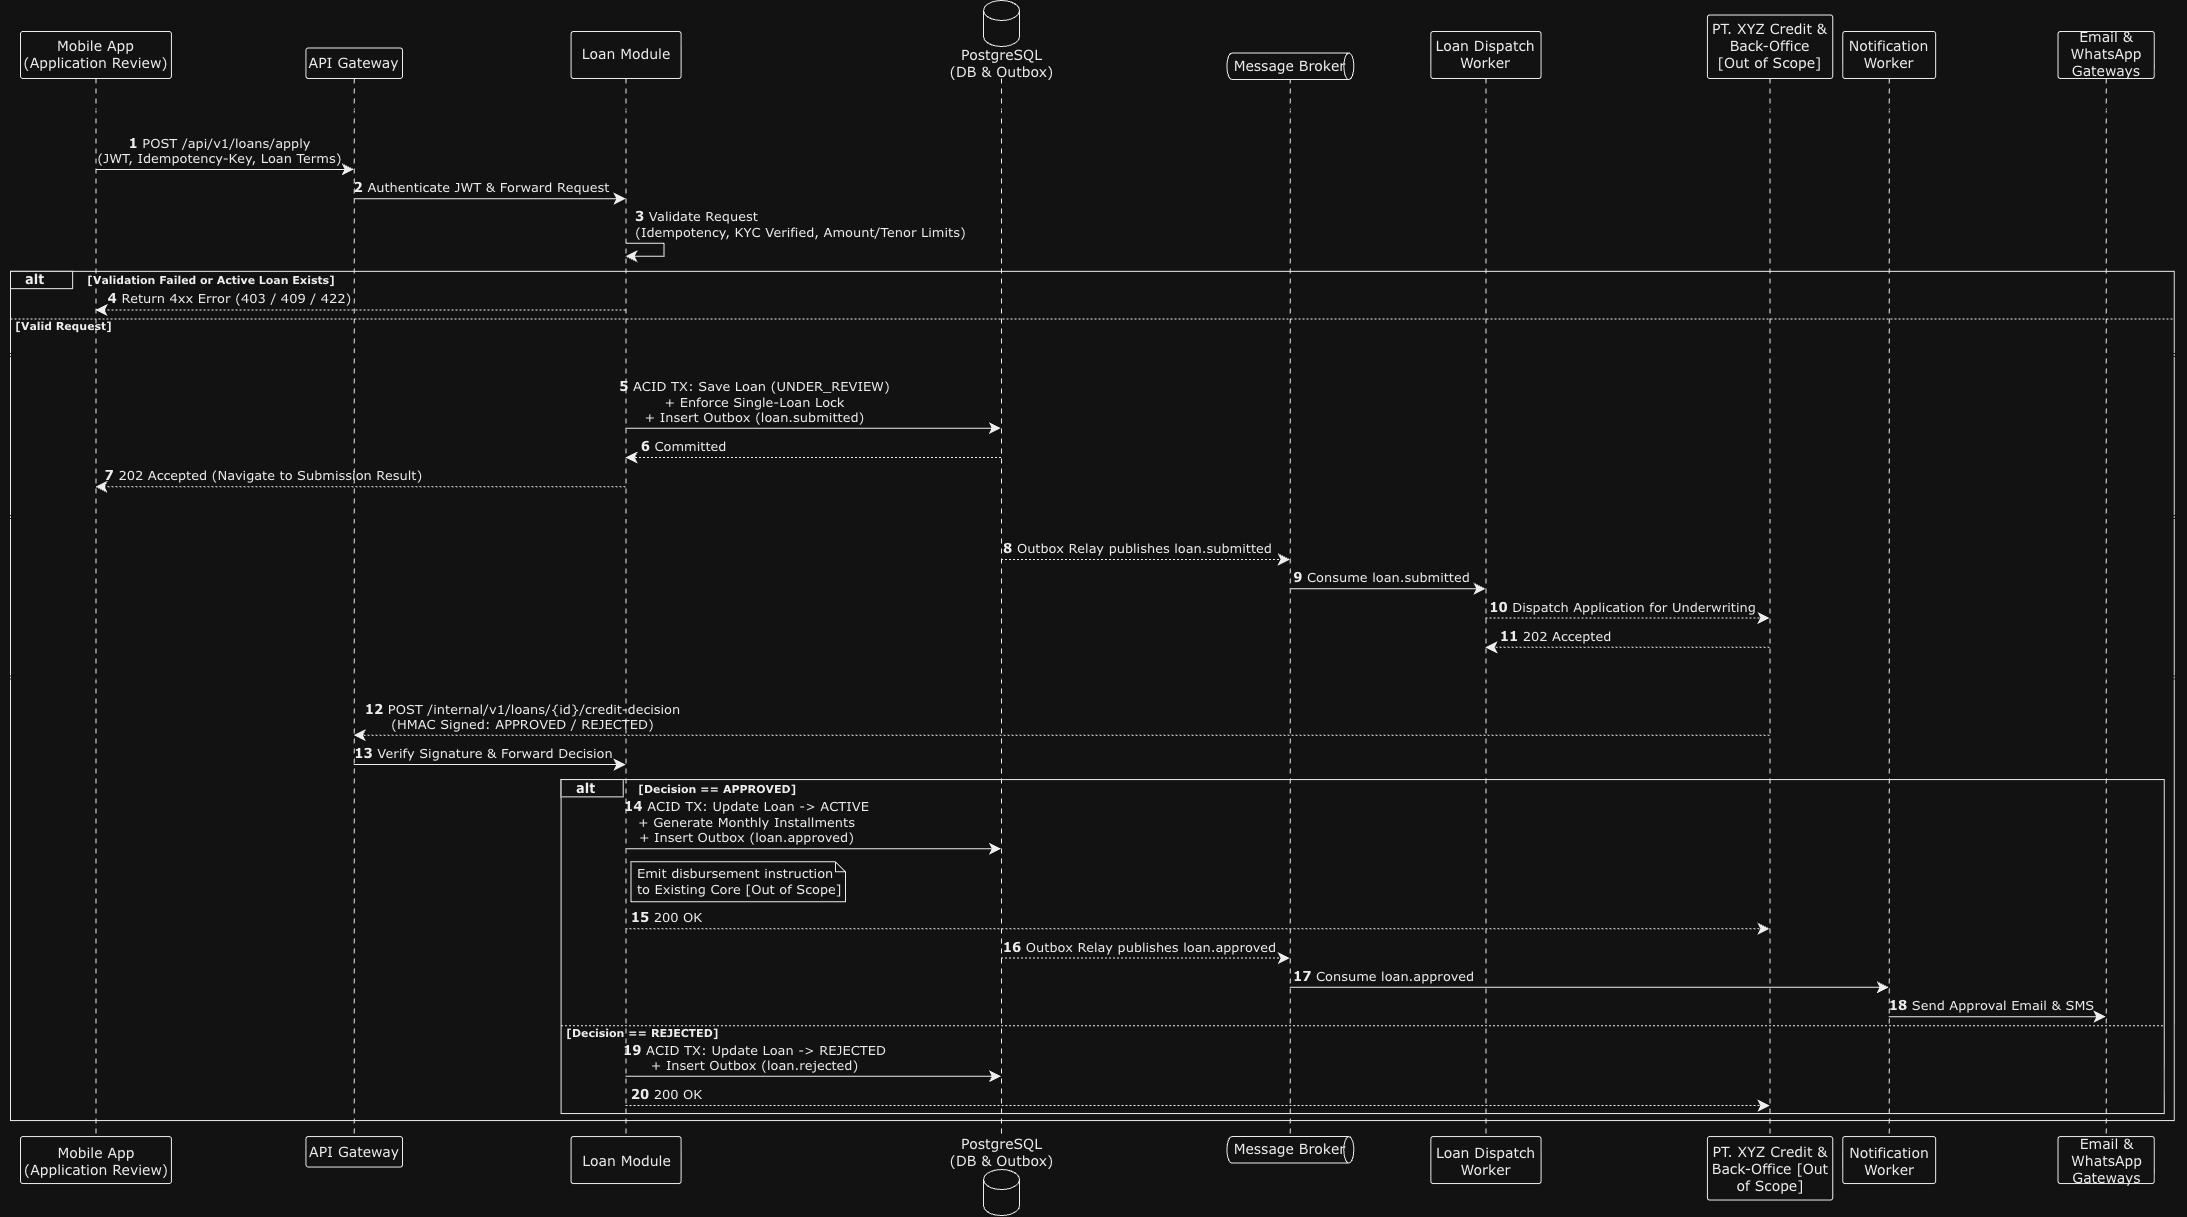 Mobile App
(Application Review)
API Gateway
Loan Module
PostgreSQL
(DB & Outbox)
Message Broker
Loan Dispatch
Worker
PT. XYZ Credit &
Back-Office
[Out of Scope]
Notification
Worker
Email &
WhatsApp
Gateways
1 POST /api/v1/loans/apply
(JWT, Idempotency-Key, Loan Terms)
2 Authenticate JWT & Forward Request
3 Validate Request
(Idempotency, KYC Verified, Amount/Tenor Limits)
alt [Validation Failed or Active Loan Exists]
4 Return 4xx Error (403 / 409 / 422)
[Valid Request]
5 ACID TX: Save Loan (UNDER_REVIEW)
+ Enforce Single-Loan Lock
+ Insert Outbox (loan.submitted)
6 Committed
7 202 Accepted (Navigate to Submission Result)
8 Outbox Relay publishes loan.submitted
9 Consume loan.submitted
10 Dispatch Application for Underwriting
11 202 Accepted
12 POST /internal/v1/loans/{id}/credit-decision
(HMAC Signed: APPROVED / REJECTED)
13 Verify Signature & Forward Decision
alt [Decision == APPROVED]
14 ACID TX: Update Loan -> ACTIVE
+ Generate Monthly Installments
+ Insert Outbox (loan.approved)
Emit disbursement instruction
to Existing Core [Out of Scope]
15 200 OK
16 Outbox Relay publishes loan.approved
17 Consume loan.approved
18 Send Approval Email & SMS
[Decision == REJECTED]
19 ACID TX: Update Loan -> REJECTED
+ Insert Outbox (loan.rejected)
20 200 OK
Mobile App
(Application Review)
API Gateway
Loan Module
PostgreSQL
(DB & Outbox)
Message Broker
Loan Dispatch
Worker
PT. XYZ Credit &
Back-Office [Out
of Scope]
Notification
Worker
Email &
WhatsApp
Gateways